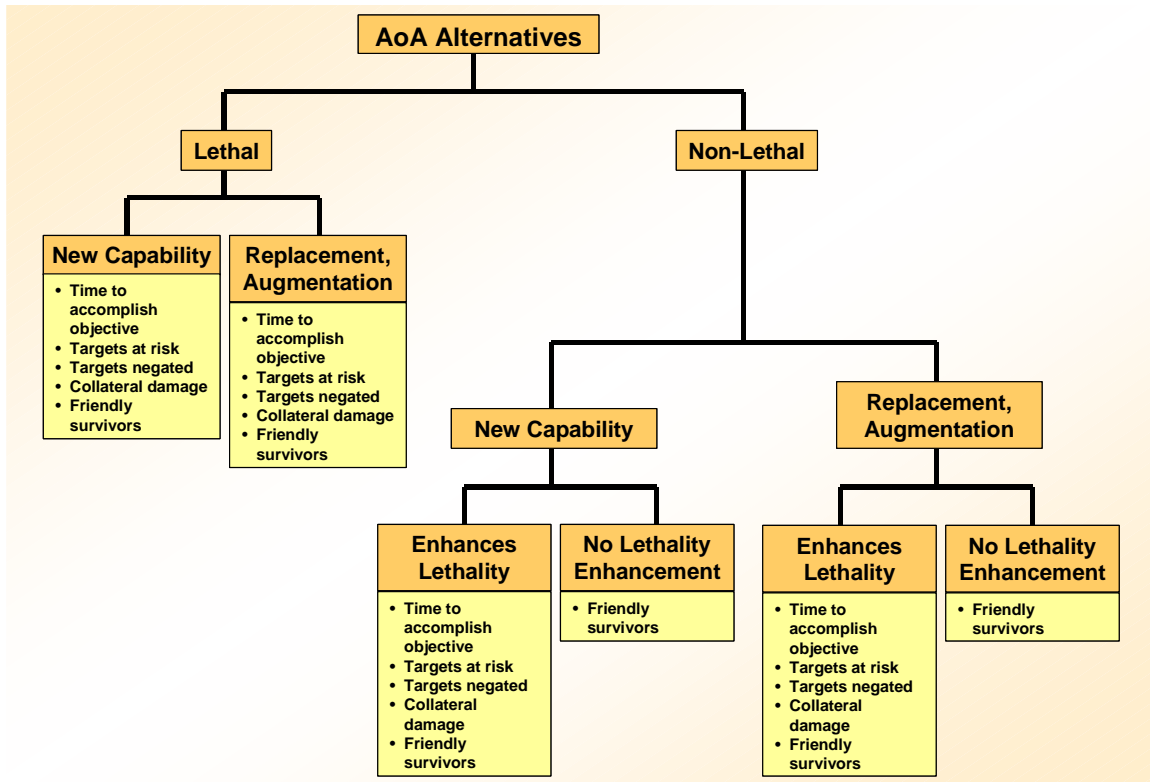 AoA Alternatives
Lethal
Non-Lethal
New Capability
• Time to
accomplish
objective
• Targets at risk
• Targets negated
• Collateral damage
• Friendly
survivors
Replacement,
Augmentation
• Time to
accomplish
objective
• Targets at risk
• Targets negated
• Collateral damage
• Friendly
survivors
New Capability
Replacement,
Augmentation
Enhances
Lethality
• Time to
accomplish
objective
• Targets at risk
• Targets negated
• Collateral
damage
• Friendly
survivors
No Lethality
Enhancement
• Friendly
survivors
Enhances
Lethality
• Time to
accomplish
objective
• Targets at risk
• Targets negated
• Collateral
damage
• Friendly
survivors
No Lethality
Enhancement
• Friendly
survivors